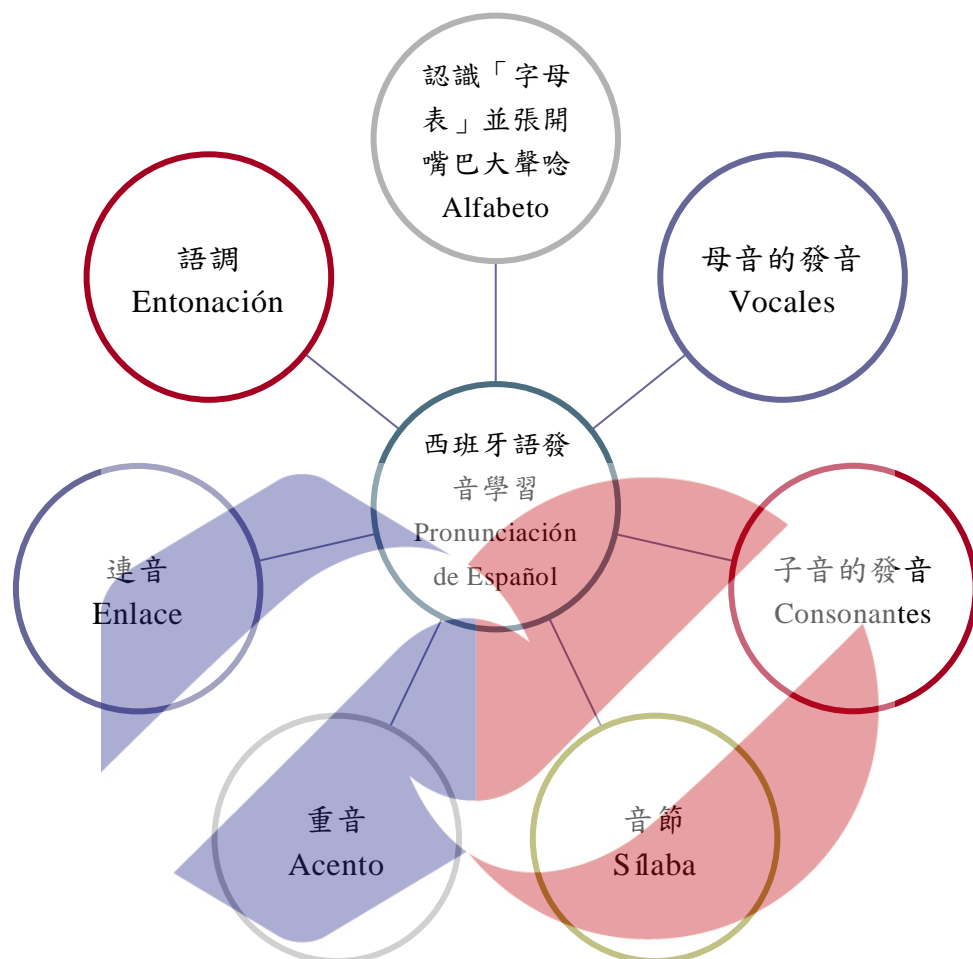 認識「字母
表」並張開
嘴巴大聲唸
Alfabeto
母音的發音
Vocales
子音的發音
Consonantes
音節
Sílaba
重音
Acento
連音
Enlace
語調
Entonación
西班牙語發
音學習
Pronunciación
de Español